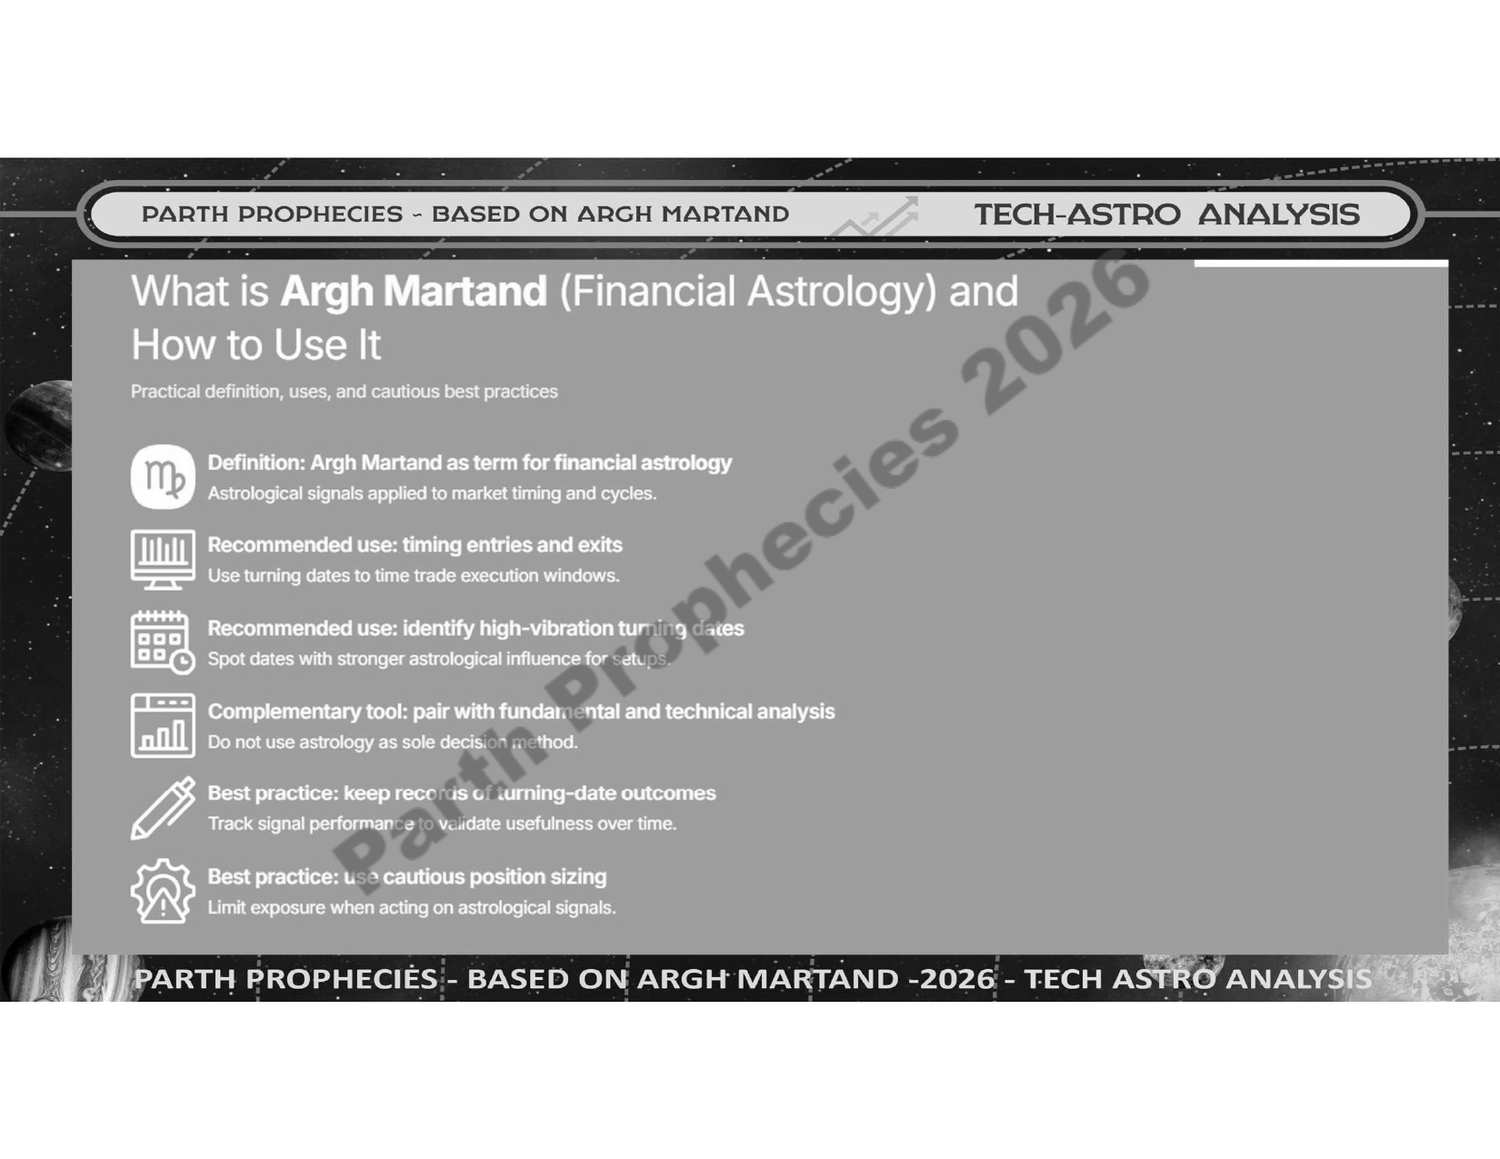 PARTH PROPHECIES ~ BASED ON ARGH MARTAND
TECH-ASTRO ANALYSIS
What is Argh Martand (Financial Astrology) and
How to Use It
Practical definition, uses, and cautious best practices
Definition: Argh Martand as term for financial astrology
Astrological signals applied to market timing and cycles.
Recommended use: timing entries and exits
Use turning dates to time trade execution windows.
Recommended use: identify high-vibration turning dates
Spot dates with stronger astrological influence for setups.
Complementary tool: pair with fundamental and technical analysis
Do not use astrology as sole decision method.
Best practice: keep records of turning-date outcomes
Track signal performance to validate usefulness over time.
Best practice: use cautious position sizing
Limit exposure when acting on astrological signals.
Parth Prophecies 2026
PARTH PROPHECIES - BASED ON ARGH MARTAND -2026 - TECH ASTRO ANALYSIS